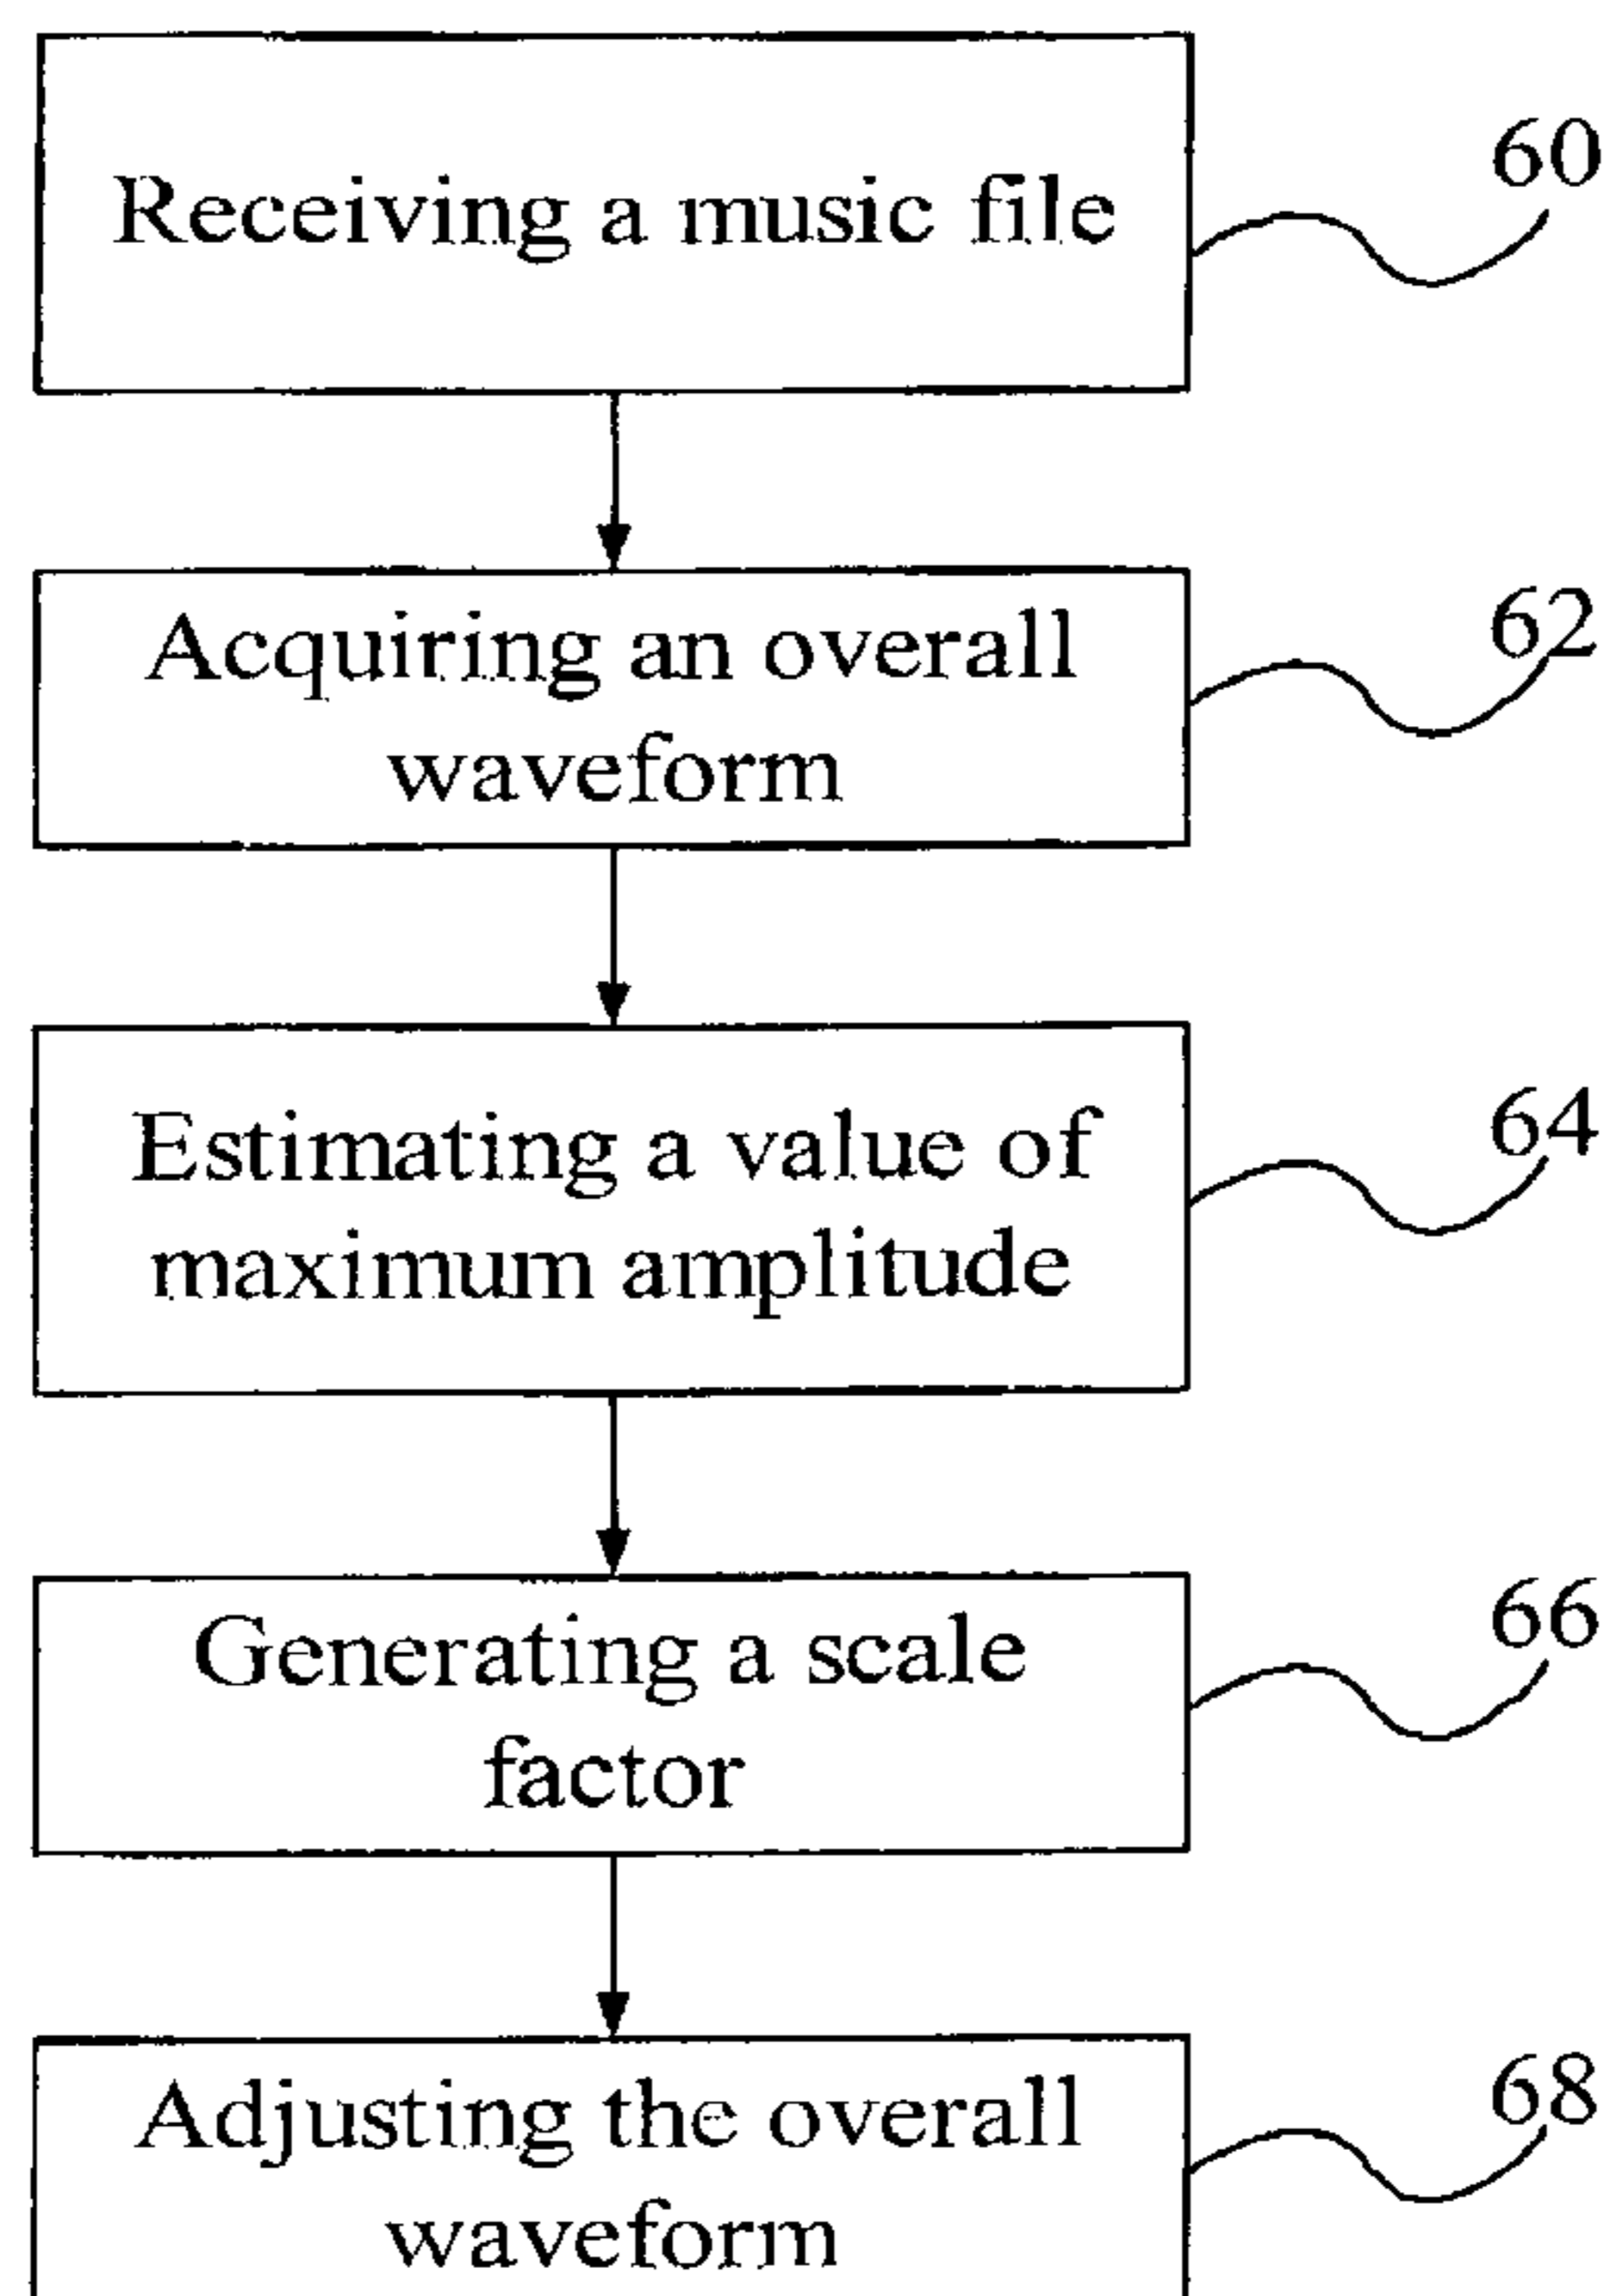 Receiving a music file
60
Acquiring an overall
waveform
62
Estimating a value of
maximum amplitude
64
Generating a scale
factor
66
Adjusting the overall
waveform
68